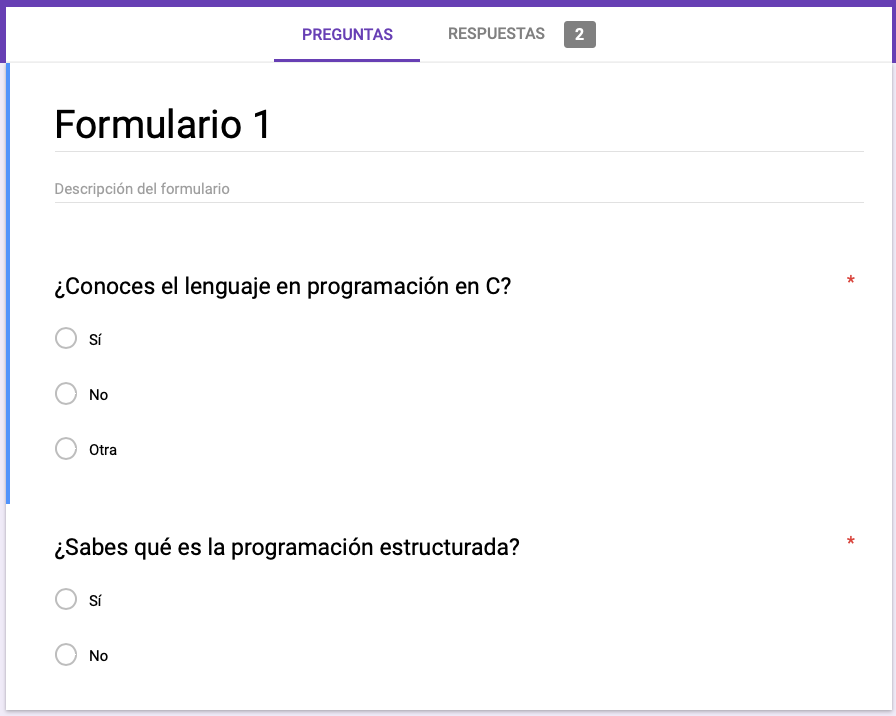 PREGUNTAS RESPUESTAS 2
Formulario 1
Descripción del formulario
¿Conoces el lenguaje en programación en C? *
Sí
No
Otra
¿Sabes qué es la programación estructurada? *
Sí
No